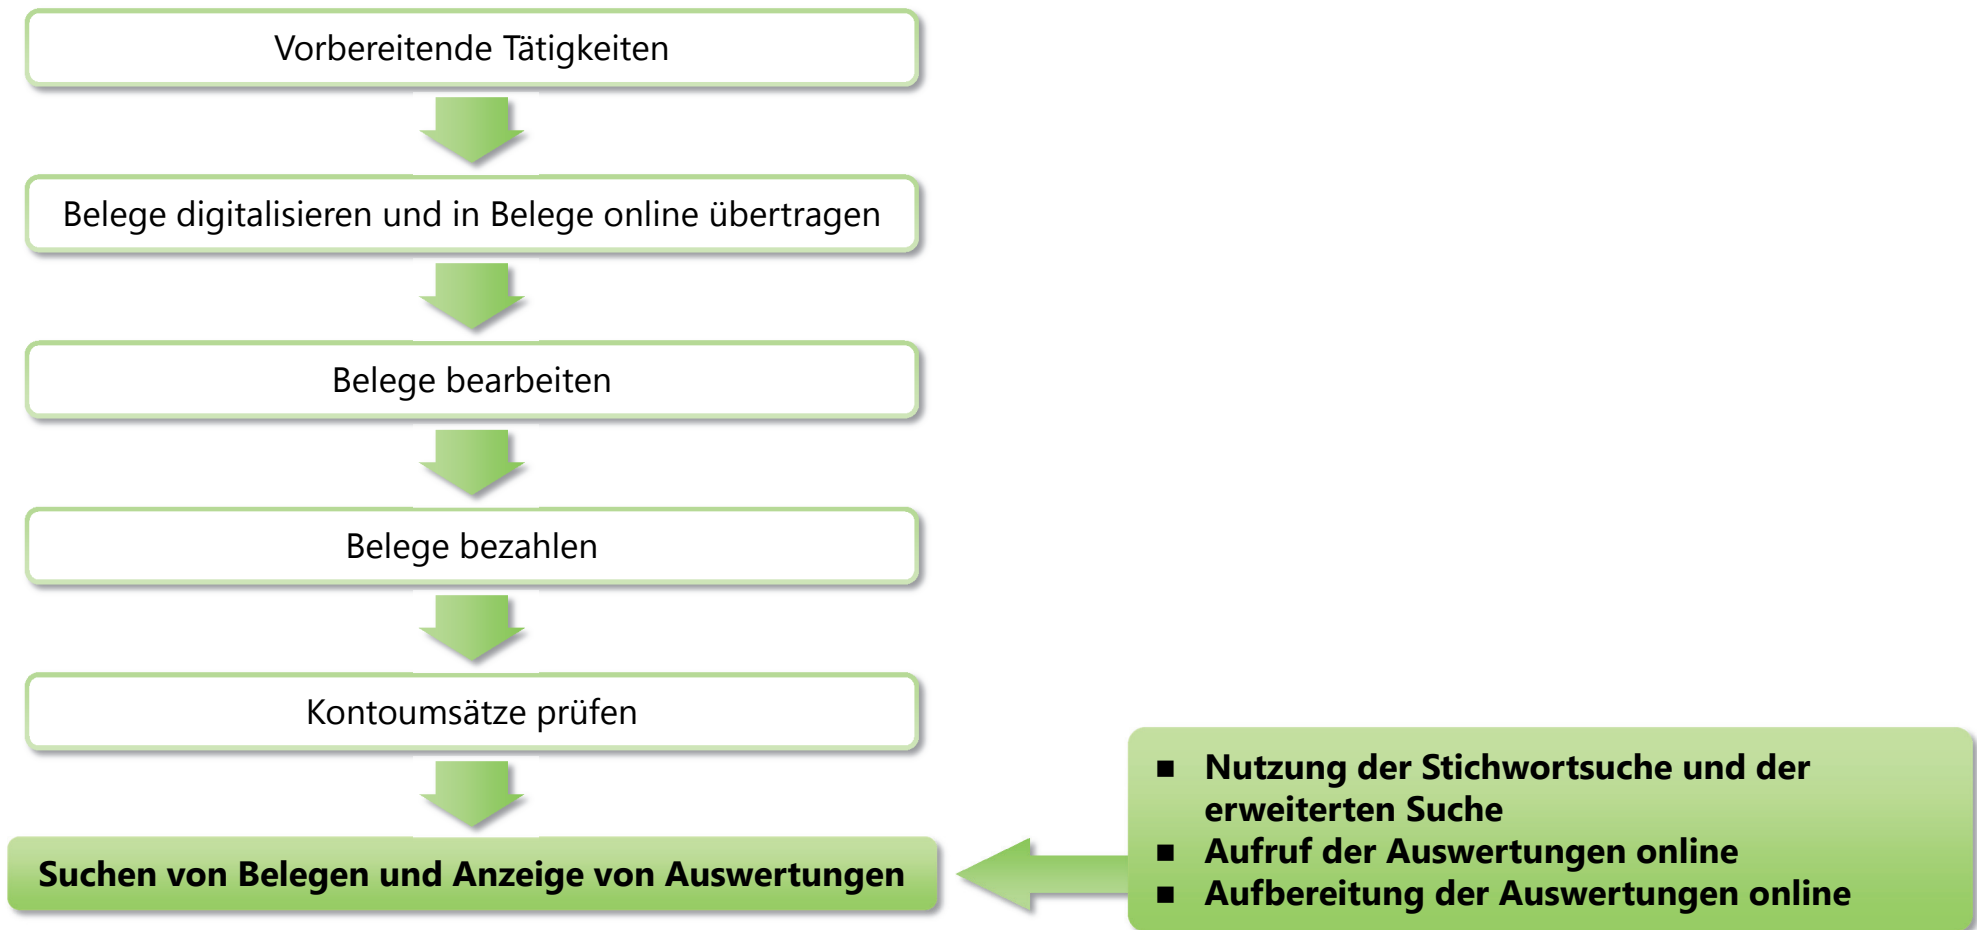 Vorbereitende Tätigkeiten
Belege digitalisieren und in Belege online übertragen
Belege bearbeiten
Belege bezahlen
Kontoumsätze prüfen
Suchen von Belegen und Anzeige von Auswertungen
■ Nutzung der Stichwortsuche und der
erweiterten Suche
■ Aufruf der Auswertungen online
■ Aufbereitung der Auswertungen online